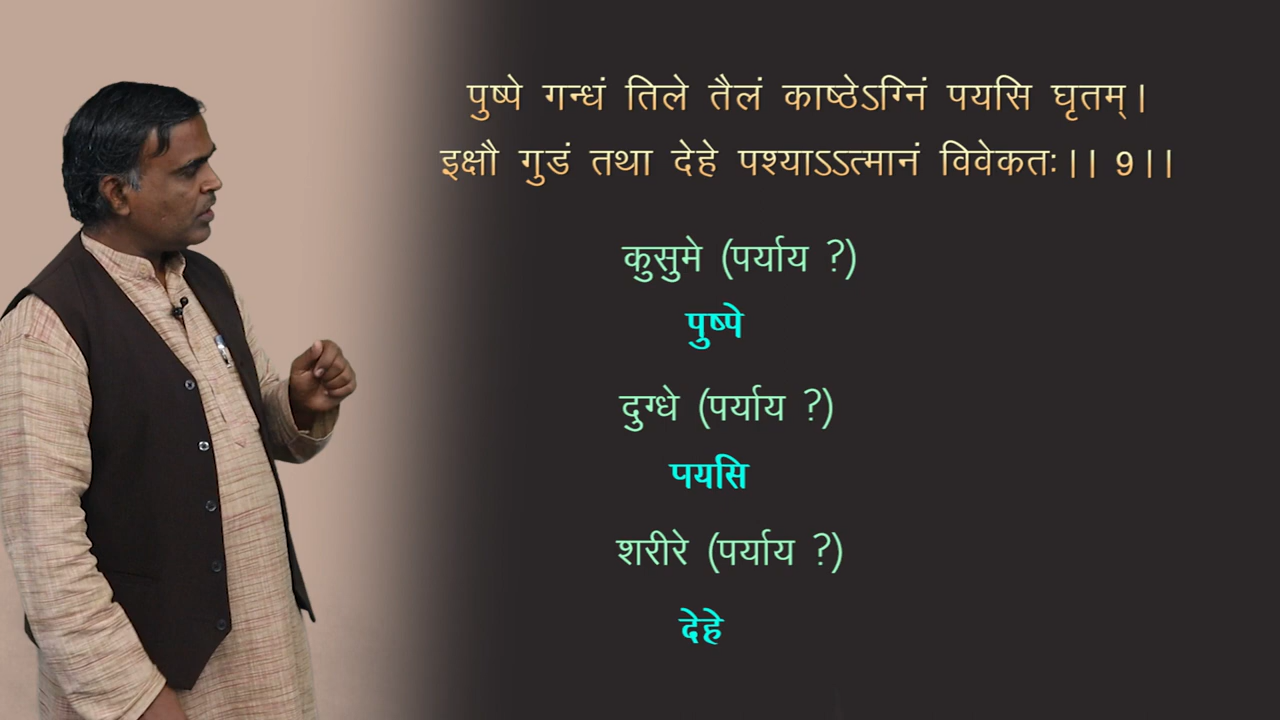 पुष्पे गन्धं तिले तैलं काष्ठेऽग्निं पयसि घृतम्।
इक्षौ गुडं तथा देहे पश्याऽऽत्मानं विवेकतः।। 9।।
कुसुमे (पर्याय ?)
पुष्पे
दुग्धे (पर्याय ?)
पयसि
शरीरे (पर्याय ?)
देहे